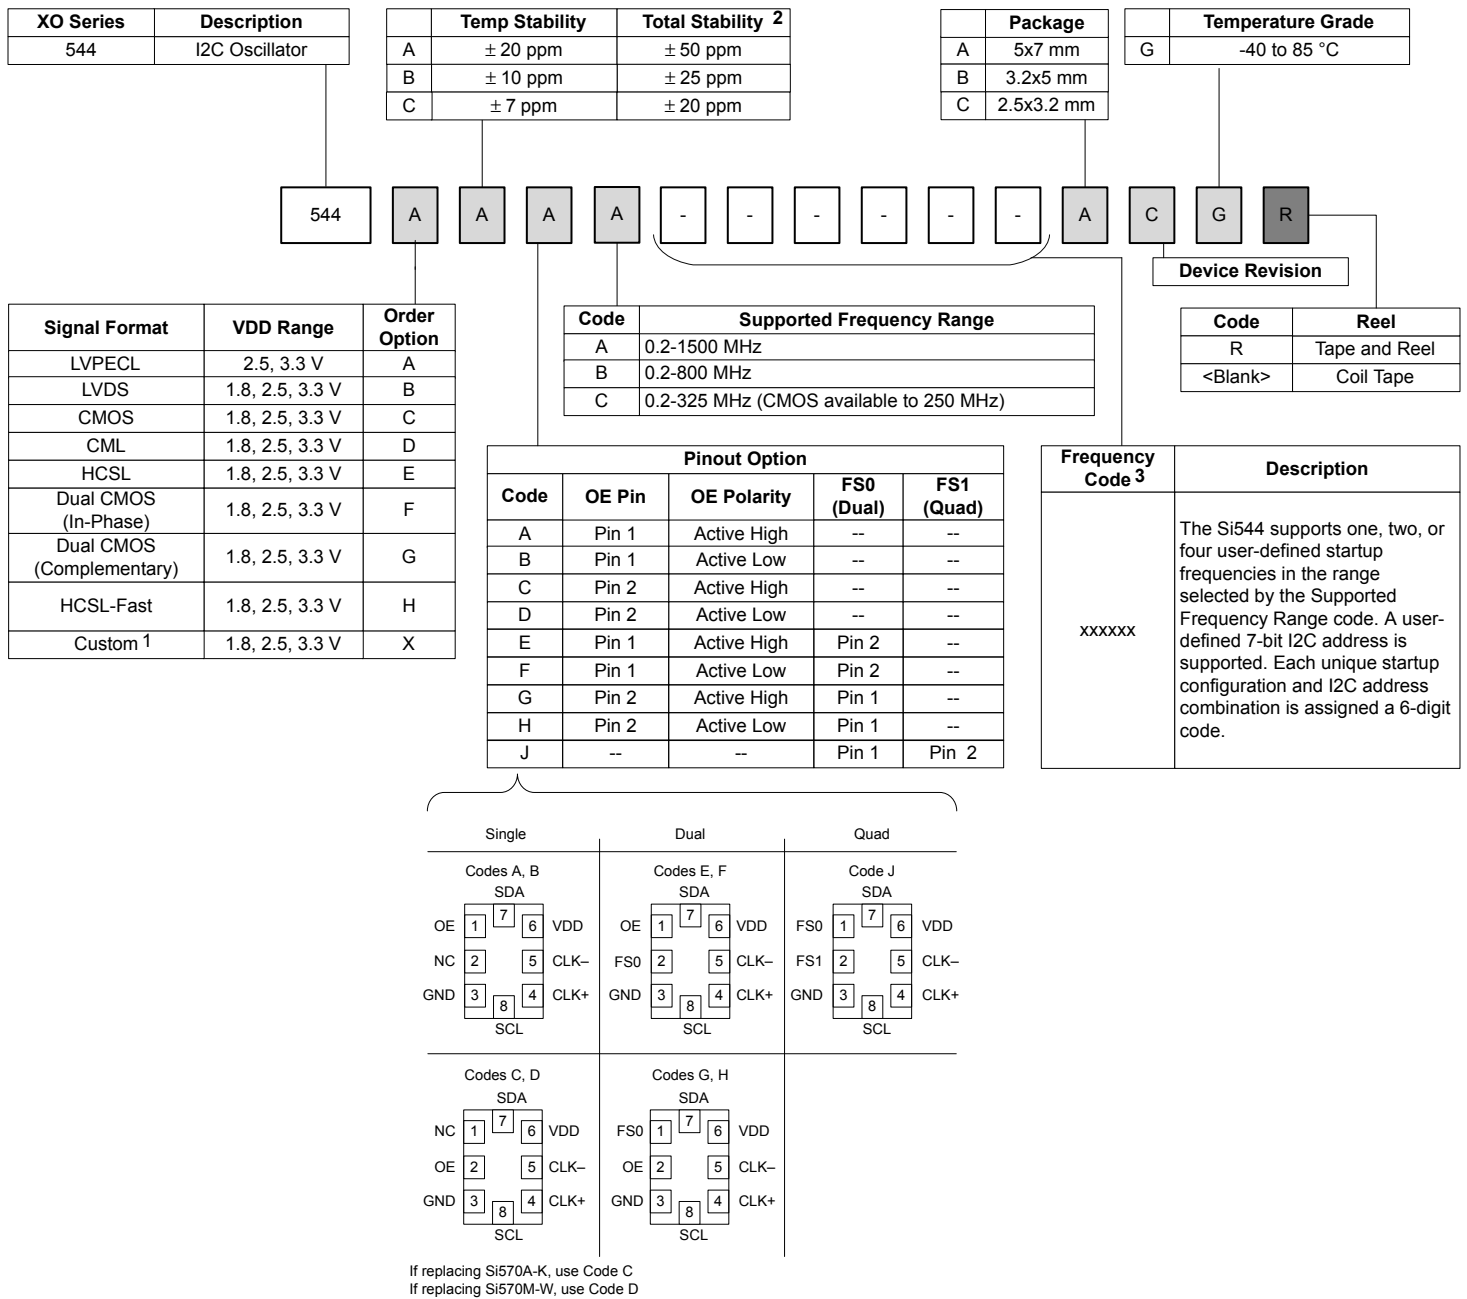 XO Series Description
544 I2C Oscillator
Temp Stability Total Stability 2
A ± 20 ppm ± 50 ppm
B ± 10 ppm ± 25 ppm
C ± 7 ppm ± 20 ppm
Package
A 5x7 mm
B 3.2x5 mm
C 2.5x3.2 mm
Temperature Grade
G -40 to 85 °C
544 A A A A - - - - - - A C G R
Device Revision
Signal Format VDD Range Order Option
LVPECL 2.5, 3.3 V A
LVDS 1.8, 2.5, 3.3 V B
CMOS 1.8, 2.5, 3.3 V C
CML 1.8, 2.5, 3.3 V D
HCSL 1.8, 2.5, 3.3 V E
Dual CMOS (In-Phase) 1.8, 2.5, 3.3 V F
Dual CMOS (Complementary) 1.8, 2.5, 3.3 V G
HCSL-Fast 1.8, 2.5, 3.3 V H
Custom 1 1.8, 2.5, 3.3 V X
Code Supported Frequency Range
A 0.2-1500 MHz
B 0.2-800 MHz
C 0.2-325 MHz (CMOS available to 250 MHz)
Code Reel
R Tape and Reel
<Blank> Coil Tape
Pinout Option
Code OE Pin OE Polarity FS0 (Dual) FS1 (Quad)
A Pin 1 Active High -- --
B Pin 1 Active Low -- --
C Pin 2 Active High -- --
D Pin 2 Active Low -- --
E Pin 1 Active High Pin 2 --
F Pin 1 Active Low Pin 2 --
G Pin 2 Active High Pin 1 --
H Pin 2 Active Low Pin 1 --
J -- -- Pin 1 Pin 2
Frequency Code 3 Description
xxxxxx
The Si544 supports one, two, or
four user-defined startup
frequencies in the range
selected by the Supported
Frequency Range code. A user-
defined 7-bit I2C address is
supported. Each unique startup
configuration and I2C address
combination is assigned a 6-digit
code.
Single Dual Quad
Codes A, B
SDA
7
OE 1 6 VDD
NC 2 5 CLK–
GND 3 4 CLK+
8
SCL
Codes E, F
SDA
7
OE 1 6 VDD
FS0 2 5 CLK–
GND 3 4 CLK+
8
SCL
Code J
SDA
7
FS0 1 6 VDD
FS1 2 5 CLK–
GND 3 4 CLK+
8
SCL
Codes C, D
SDA
7
NC 1 6 VDD
OE 2 5 CLK–
GND 3 4 CLK+
8
SCL
Codes G, H
SDA
7
FS0 1 6 VDD
OE 2 5 CLK–
GND 3 4 CLK+
8
SCL
If replacing Si570A-K, use Code C
If replacing Si570M-W, use Code D